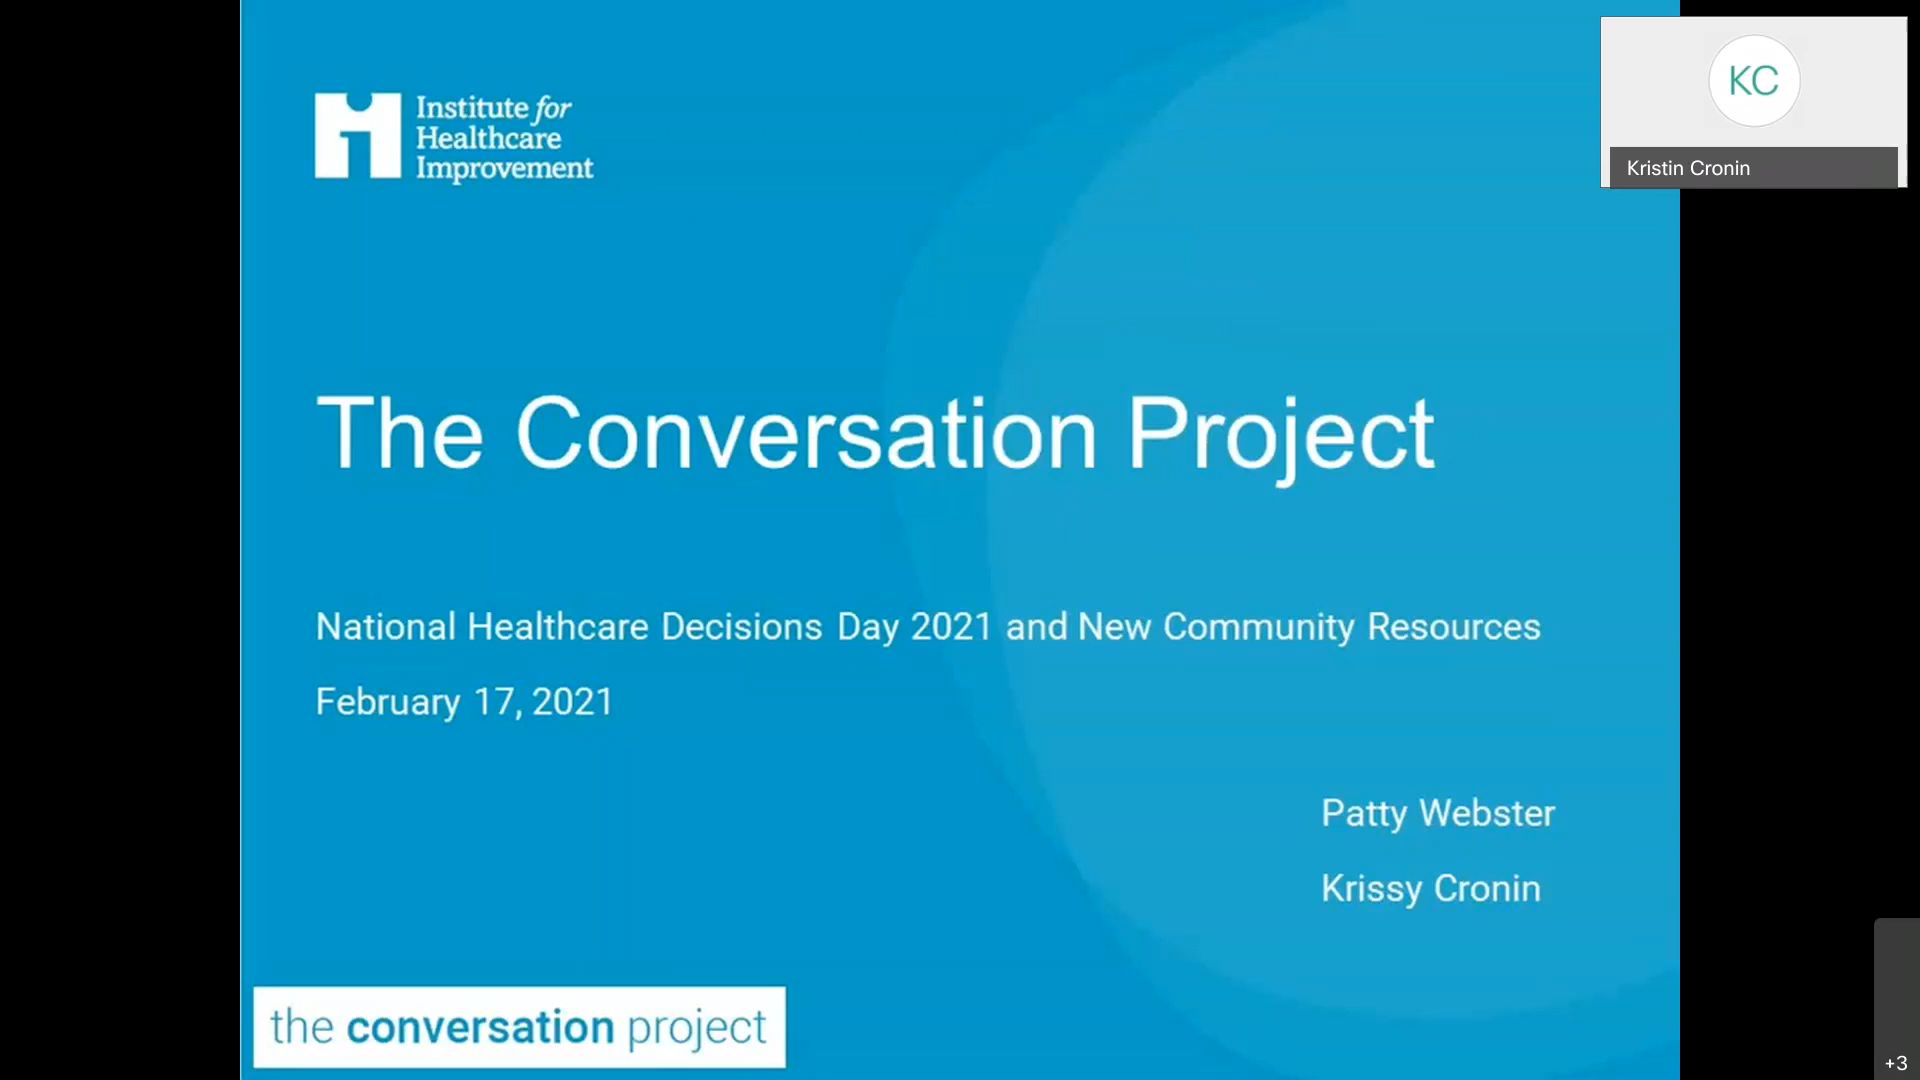 Institute for
Healthcare
Improvement
KC
Kristin Cronin
The Conversation Project
National Healthcare Decisions Day 2021 and New Community Resources
February 17, 2021
Patty Webster
Krissy Cronin
the conversation project
+3